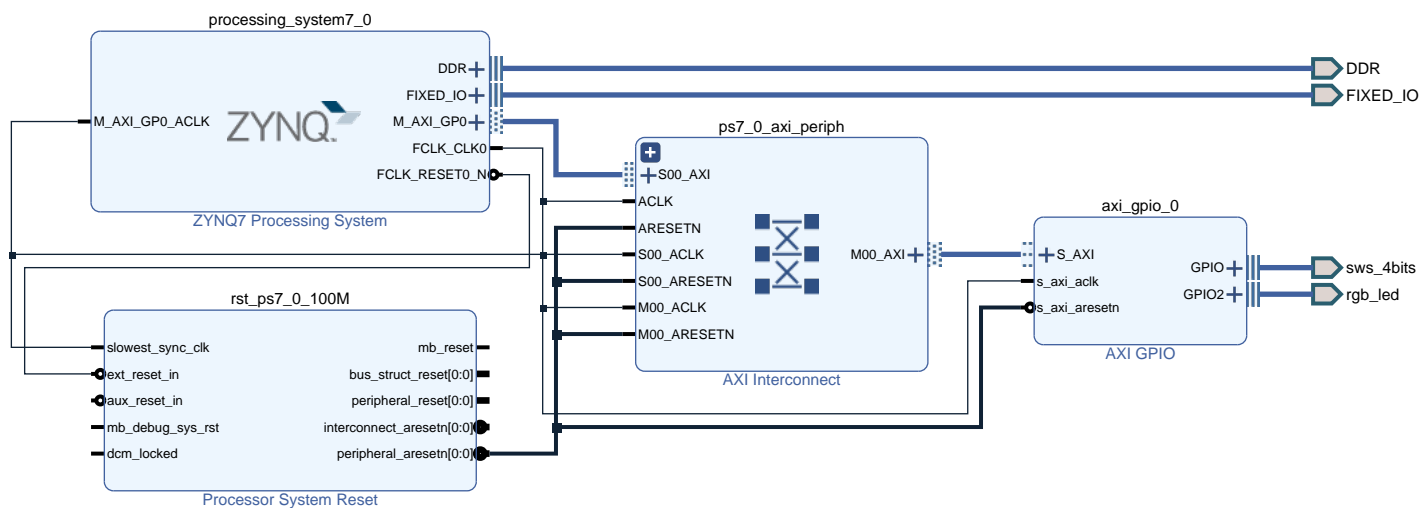 processing_system7_0
DDR
FIXED_IO
M_AXI_GP0_ACLK
ZYNQ
M_AXI_GP0
FCLK_CLK0
FCLK_RESET0_N
ZYNQ7 Processing System
DDR
FIXED_IO
ps7_0_axi_periph
S00_AXI
ACLK
ARESETN
S00_ACLK
M00_AXI
S00_ARESETN
M00_ACLK
M00_ARESETN
AXI Interconnect
axi_gpio_0
S_AXI
GPIO
s_axi_aclk
GPIO2
s_axi_aresetn
AXI GPIO
sws_4bits
rgb_led
rst_ps7_0_100M
slowest_sync_clk
mb_reset
ext_reset_in
bus_struct_reset[0:0]
aux_reset_in
peripheral_reset[0:0]
mb_debug_sys_rst
interconnect_aresetn[0:0]
dcm_locked
peripheral_aresetn[0:0]
Processor System Reset